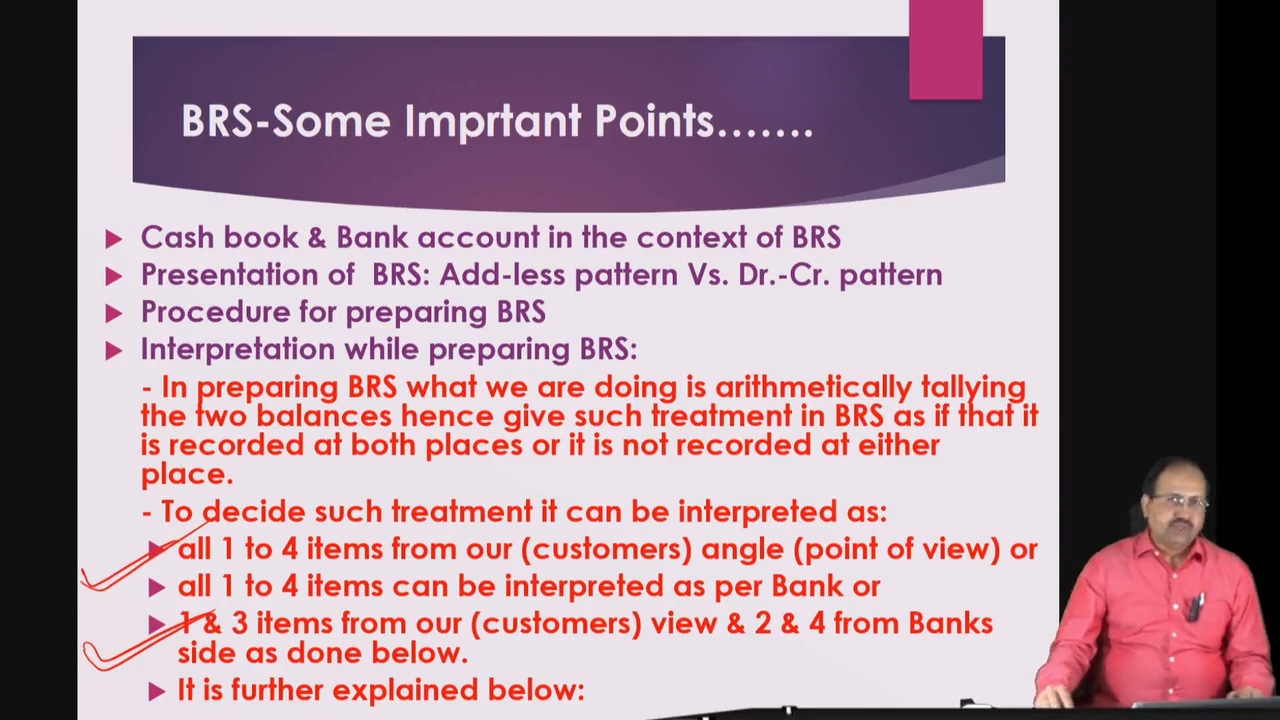 BRS-Some Imprtant Points.......
Cash book & Bank account in the context of BRS
Presentation of BRS: Add-less pattern Vs. Dr.-Cr. pattern
Procedure for preparing BRS
Interpretation while preparing BRS:
- In preparing BRS what we are doing is arithmetically tallying
the two balances hence give such treatment in BRS as if that it
is recorded at both places or it is not recorded at either
place.
- To decide such treatment it can be interpreted as:
all 1 to 4 items from our (customers) angle (point of view) or
all 1 to 4 items can be interpreted as per Bank or
1 & 3 items from our (customers) view & 2 & 4 from Banks
side as done below.
It is further explained below: